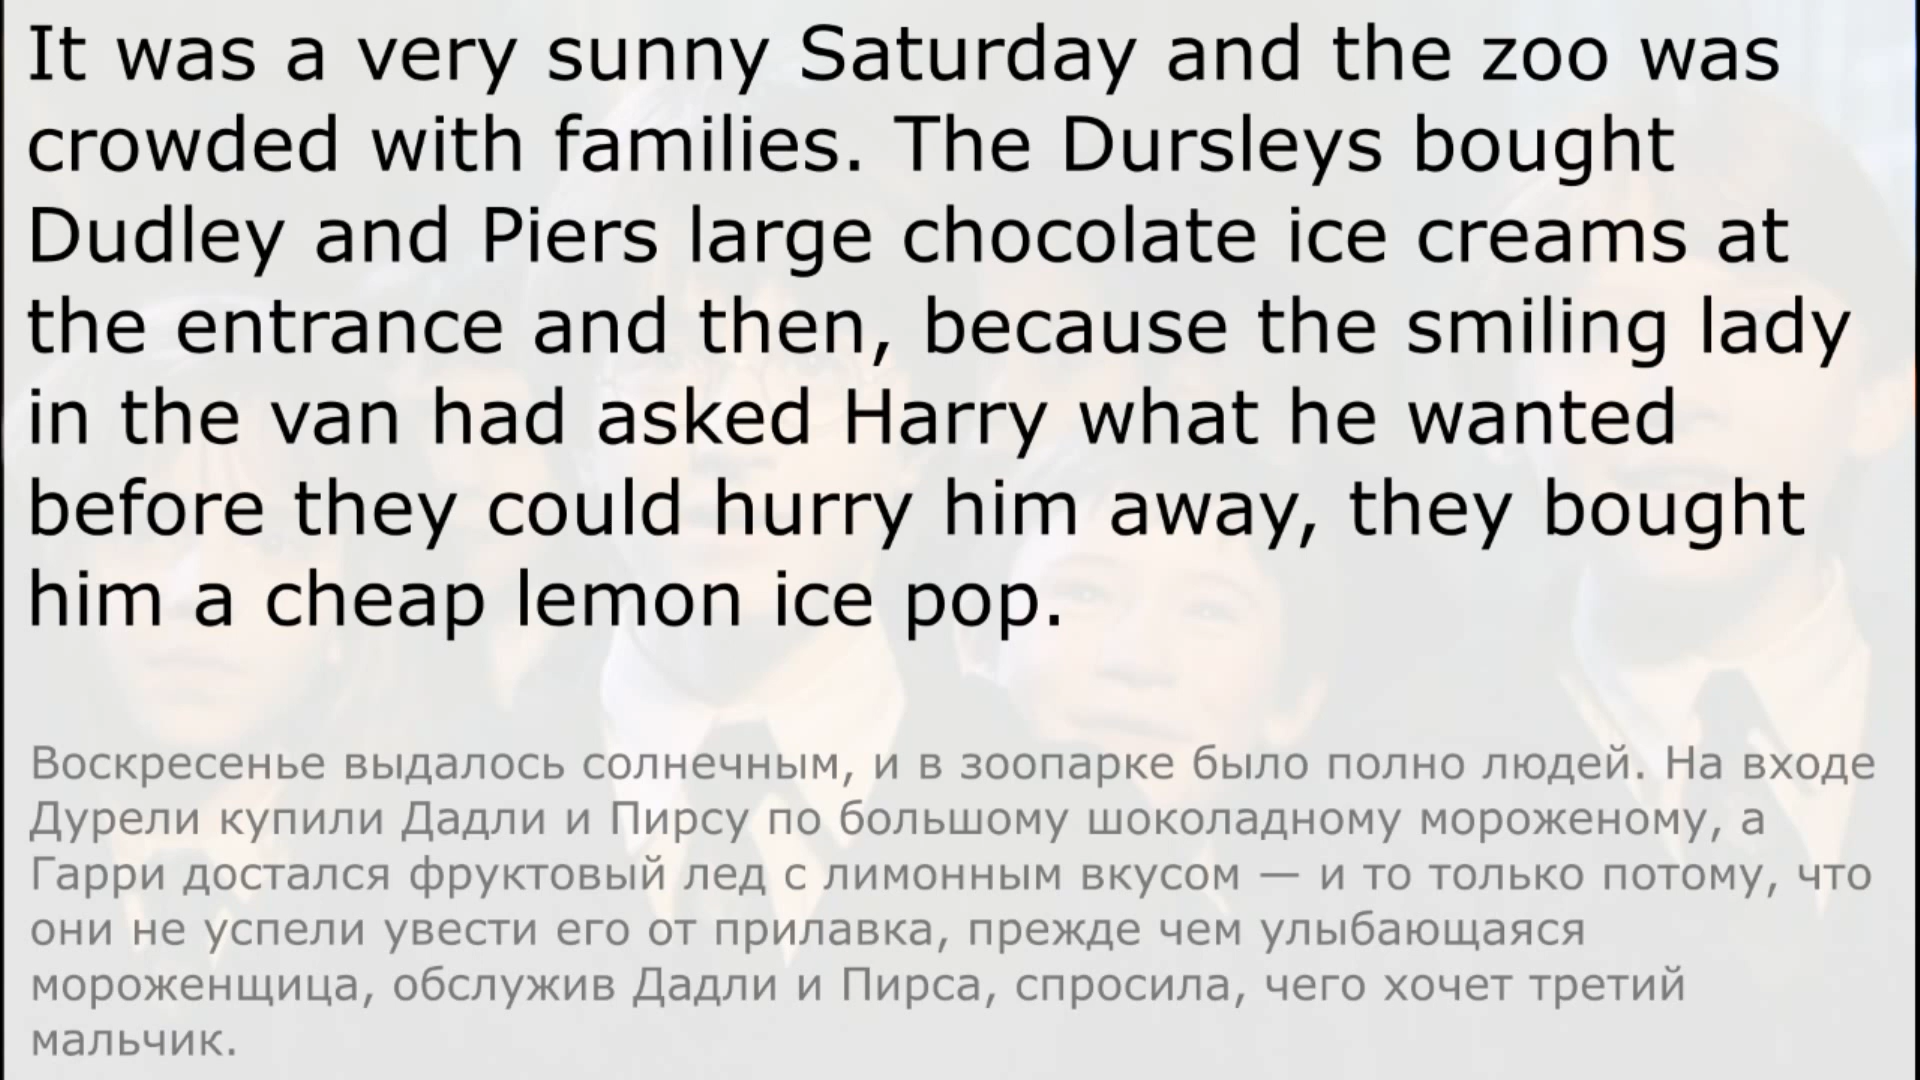 It was a very sunny Saturday and the zoo was
crowded with families. The Dursleys bought
Dudley and Piers large chocolate ice creams at
the entrance and then, because the smiling lady
in the van had asked Harry what he wanted
before they could hurry him away, they bought
him a cheap lemon ice pop.
Воскресенье выдалось солнечным, и в зоопарке было полно людей. На входе
Дурели купили Дадли и Пирсу по большому шоколадному мороженому, а
Гарри достался фруктовый лед с лимонным вкусом — и то только потому, что
они не успели увести его от прилавка, прежде чем улыбающаяся
мороженщица, обслужив Дадли и Пирса, спросила, чего хочет третий
мальчик.